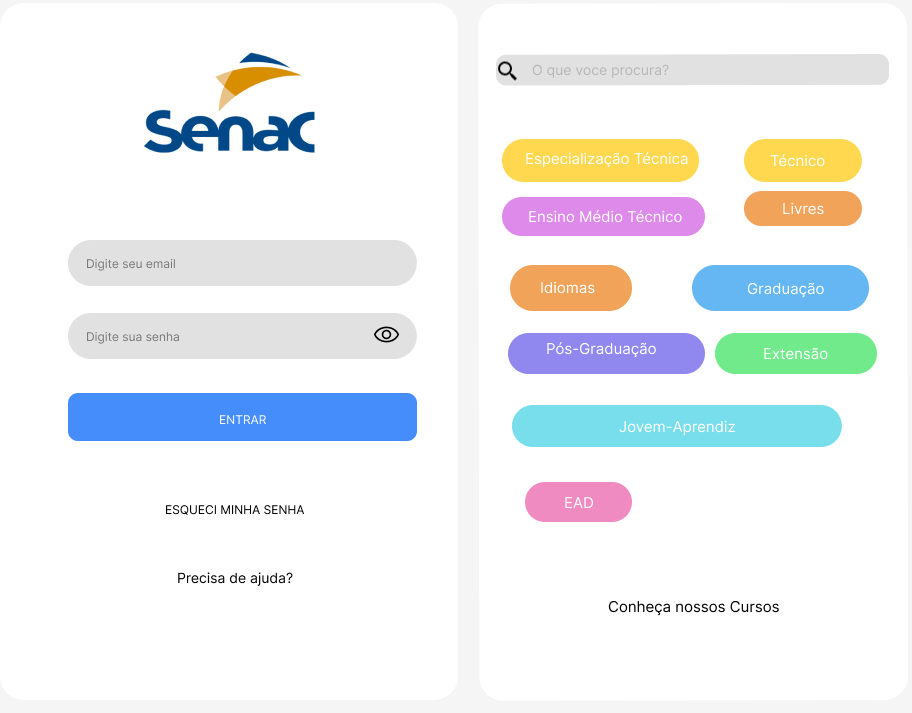 Senac
Digite seu email
Digite sua senha
ENTRAR
ESQUECI MINHA SENHA
Precisa de ajuda?
O que voce procura?
Especialização Técnica
Técnico
Ensino Médio Técnico
Livres
Idiomas
Graduação
Pós-Graduação
Extensão
Jovem-Aprendiz
EAD
Conheça nossos Cursos